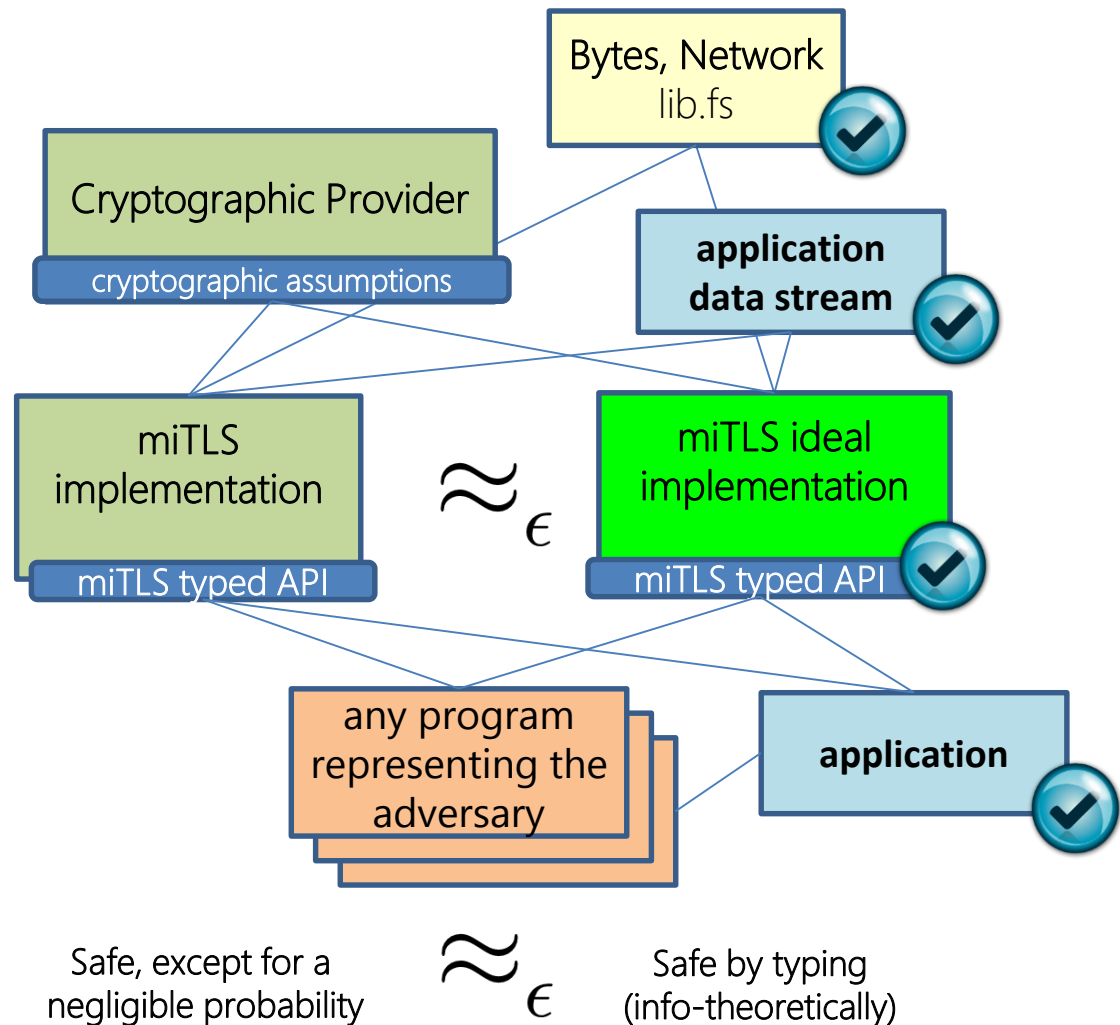 Bytes, Network
lib.fs
Cryptographic Provider
cryptographic assumptions
application
data stream
miTLS
implementation
≈ϵ
miTLS ideal
implementation
miTLS typed API
miTLS typed API
any program
representing the
adversary
application
Safe, except for a
negligible probability
≈ϵ
Safe by typing
(info-theoretically)